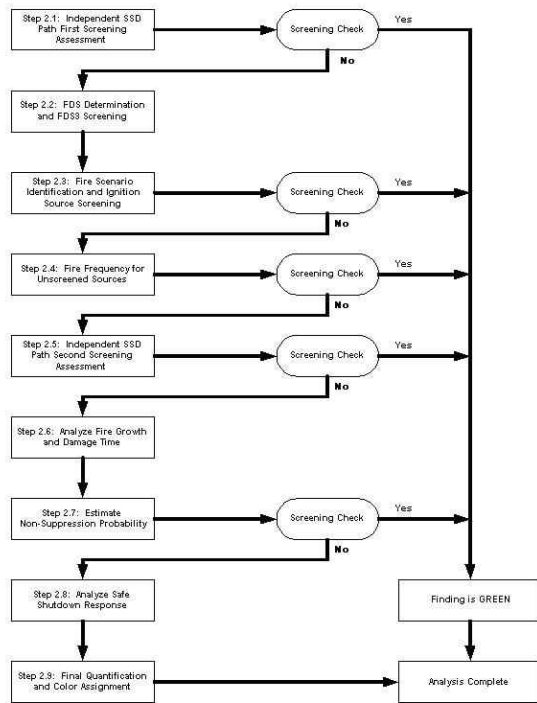 Step 2.1: Independent SSD
Path First Screening
Assessment
Screening Check
Yes
No
Step 2.2: FDS Determination
and FDS3 Screening
Step 2.3: Fire Scenario
Identification and Ignition
Source Screening
Screening Check
Yes
No
Step 2.4: Fire Frequency for
Unscreened Sources
Screening Check
Yes
No
Step 2.5: Independent SSD
Path Second Screening
Assessment
Screening Check
Yes
No
Step 2.6: Analyze Fire Growth
and Damage Time
Step 2.7: Estimate
Non-Suppression Probability
Screening Check
Yes
No
Step 2.8: Analyze Safe
Shutdown Response
Finding is GREEN
Step 2.9: Final Quantification
and Color Assignment
Analysis Complete